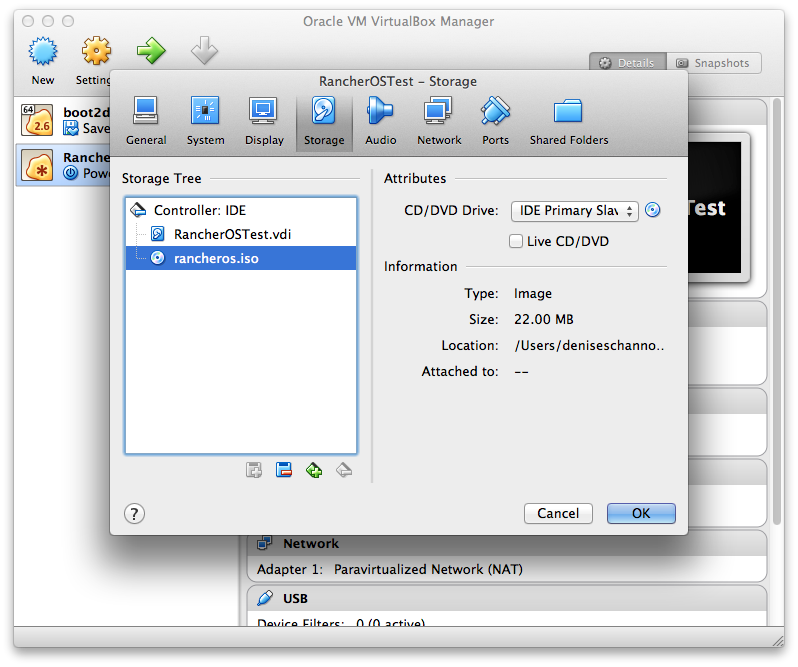 Oracle VM VirtualBox Manager
New
Setting
Details
Snapshots
64
2.6
boot2d
Save
Ranche
Powe
Test
RancherOSTest – Storage
General System Display Storage Audio Network Ports Shared Folders
Storage Tree
Controller: IDE
RancherOSTest.vdi
rancheros.iso
Attributes
CD/DVD Drive: IDE Primary Slav
Live CD/DVD
Information
Type: Image
Size: 22.00 MB
Location: /Users/deniseschanno..
Attached to: --
?
Cancel
OK
Network
Adapter 1: Paravirtualized Network (NAT)
USB
Device Filters: 0 (0 active)